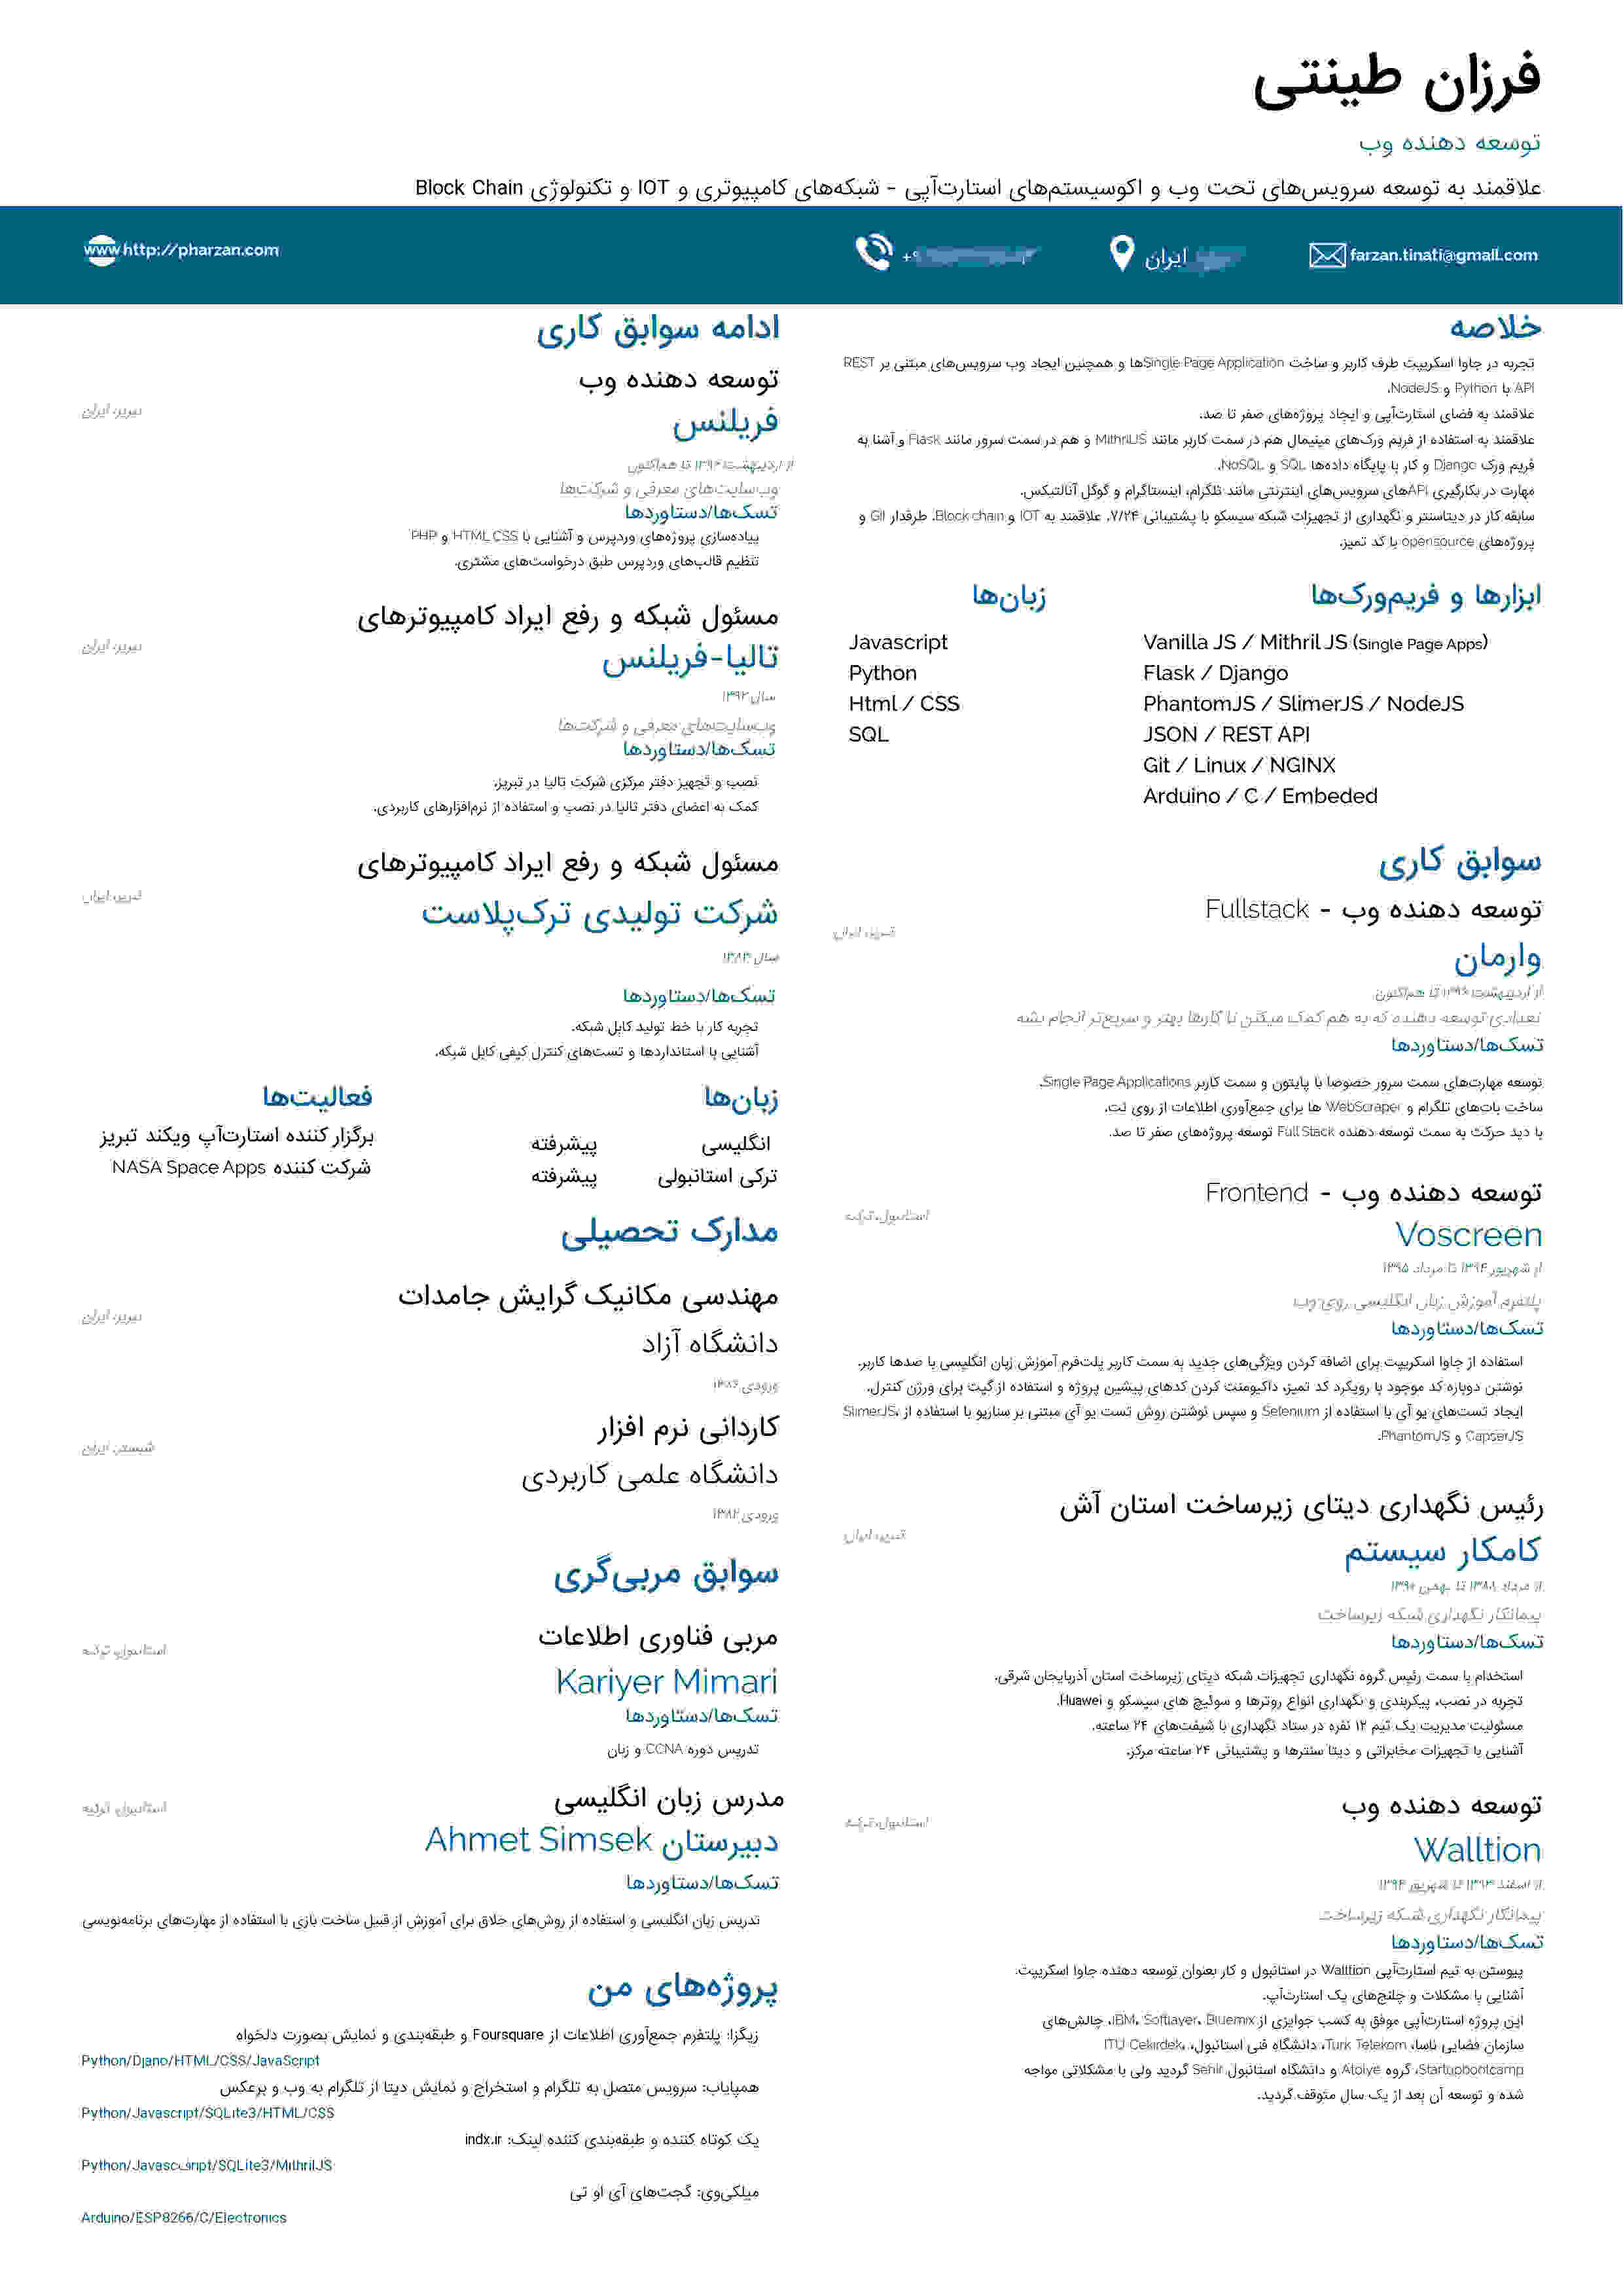 فرزان طینتی
توسعه دهنده وب
علاقمند به توسعه سرویس‌های تحت وب و اکوسیستم‌های استارت‌آپی - شبکه‌های کامپیوتری و IOT و تکنولوژی Block Chain
farzan.tinati@gmail.com
ایران
www http://pharzan.com
خلاصه
تجربه در جاوا اسکریپت طرف کاربر و ساخت Single Page Applicationها و همچنین ایجاد وب سرویس‌های مبتنی بر REST
API با Python و NodeJS.
علاقمند به فضای استارت‌آپی و ایجاد پروژه‌های صفر تا صد.
علاقمند به استفاده از فریم ورک‌های مینیمال هم در سمت کاربر مانند MithrilJS و هم در سمت سرور مانند Flask و آشنا به
فریم ورک Django و کار با پایگاه داده‌ها SQL و NoSQL.
مهارت در بکارگیری APIهای سرویس‌های اینترنتی مانند تلگرام، اینستاگرام و گوگل آنالتیکس.
سابقه کار در دیتاسنتر و نگهداری از تجهیزات شبکه سیسکو با پشتیبانی ۷/۲۴. علاقمند به IOT و Block chain. طرفدار Git و
پروژه‌های opensource با کد تمیز.
ابزارها و فریم‌ورک‌ها
Vanilla JS / Mithril JS (Single Page Apps)
Flask / Django
PhantomJS / SlimerJS / NodeJS
JSON / REST API
Git / Linux / NGINX
Arduino / C / Embeded
زبان‌ها
Javascript
Python
Html / CSS
SQL
سوابق کاری
توسعه دهنده وب - Fullstack
تبریز، ایران
وارمان
از اردیبهشت ۱۳۹۶ تا هم‌اکنون
تعدادی توسعه دهنده که به هم کمک میکنن تا کارها بهتر و سریع‌تر انجام بشه
تسک‌ها/دستاوردها
توسعه مهارت‌های سمت سرور خصوصا با پایتون و سمت کاربر Single Page Applications.
ساخت بات‌های تلگرام و WebScraper ها برای جمع‌آوری اطلاعات از روی نت.
با دید حرکت به سمت توسعه دهنده Full Stack توسعه پروژه‌های صفر تا صد.
توسعه دهنده وب - Frontend
استانبول، ترکیه
Voscreen
از شهریور ۱۳۹۴ تا مرداد ۱۳۹۵
پلتفرم آموزش زبان انگلیسی روی وب
تسک‌ها/دستاوردها
استفاده از جاوا اسکریپت برای اضافه کردن ویژگی‌های جدید به سمت کاربر پلت‌فرم آموزش زبان انگلیسی با صدها کاربر.
نوشتن دوباره کد موجود با رویکرد کد تمیز، داکیومنت کردن کدهای پیشین پروژه و استفاده از گیت برای ورژن کنترل.
ایجاد تست‌های یو آی با استفاده از Selenium و سپس نوشتن روش تست یو آی مبتنی بر سناریو با استفاده از SlimerJS،
CapserJS و PhantomJS.
رئیس نگهداری دیتای زیرساخت استان آش
تبریز، ایران
کامکار سیستم
از مرداد ۱۳۸۸ تا بهمن ۱۳۹۰
پیمانکار نگهداری شبکه زیرساخت
تسک‌ها/دستاوردها
استخدام با سمت رئیس گروه نگهداری تجهیزات شبکه دیتای زیرساخت استان آذربایجان شرقی.
تجربه در نصب، پیکربندی و نگهداری انواع روترها و سوئیچ های سیسکو و Huawei.
مسئولیت مدیریت یک تیم ۱۲ نفره در ستاد نگهداری با شیفت‌های ۲۴ ساعته.
آشنایی با تجهیزات مخابراتی و دیتا سنترها و پشتیبانی ۲۴ ساعته مرکز.
توسعه دهنده وب
استانبول، ترکیه
Walltion
از اسفند ۱۳۹۳ تا شهریور ۱۳۹۴
پیمانکار نگهداری شبکه زیرساخت
تسک‌ها/دستاوردها
پیوستن به تیم استارت‌آپی Walltion در استانبول و کار بعنوان توسعه دهنده جاوا اسکریپت.
آشنایی با مشکلات و چلنج‌های یک استارت‌آپ.
این پروژه استارت‌آپی موفق به کسب جوایزی از IBM، Softlayer، Bluemix، چالش‌های
سازمان فضایی ناسا، Turk Telekom، دانشگاه فنی استانبول، ITU Cekirdek،
Startupbootcamp، گروه Atolye و دانشگاه استانبول Sehir گردید ولی با مشکلاتی مواجه
شده و توسعه آن بعد از یک سال متوقف گردید.
ادامه سوابق کاری
توسعه دهنده وب
تبریز، ایران
فریلنس
از اردیبهشت ۱۳۹۲ تا هم‌اکنون
وب‌سایت‌های معرفی و شرکت‌ها
تسک‌ها/دستاوردها
پیاده‌سازی پروژه‌های وردپرس و آشنایی با HTML,CSS و PHP
تنظیم قالب‌های وردپرس طبق درخواست‌های مشتری.
مسئول شبکه و رفع ایراد کامپیوترهای
تبریز، ایران
تالیا-فریلنس
سال ۱۳۹۲
وب‌سایت‌های معرفی و شرکت‌ها
تسک‌ها/دستاوردها
نصب و تجهیز دفتر مرکزی شرکت تالیا در تبریز.
کمک به اعضای دفتر تالیا در نصب و استفاده از نرم‌افزارهای کاربردی.
مسئول شبکه و رفع ایراد کامپیوترهای
تبریز، ایران
شرکت تولیدی ترک‌پلاست
سال ۱۳۸۳
تسک‌ها/دستاوردها
تجربه کار با خط تولید کابل شبکه.
آشنایی با استانداردها و تست‌های کنترل کیفی کابل شبکه.
زبان‌ها
انگلیسی پیشرفته
ترکی استانبولی پیشرفته
فعالیت‌ها
برگزار کننده استارت‌آپ ویکند تبریز
شرکت کننده NASA Space Apps
مدارک تحصیلی
مهندسی مکانیک گرایش جامدات
تبریز، ایران
دانشگاه آزاد
ورودی ۱۳۸۶
کاردانی نرم افزار
شبستر، ایران
دانشگاه علمی کاربردی
ورودی ۱۳۸۲
سوابق مربی‌گری
مربی فناوری اطلاعات
استانبول، ترکیه
Kariyer Mimari
تسک‌ها/دستاوردها
تدریس دوره CCNA و زبان
مدرس زبان انگلیسی
استانبول، ترکیه
دبیرستان Ahmet Simsek
تسک‌ها/دستاوردها
تدریس زبان انگلیسی و استفاده از روش‌های خلاق برای آموزش از قبیل ساخت بازی با استفاده از مهارت‌های برنامه‌نویسی
پروژه‌های من
زیگزا: پلتفرم جمع‌آوری اطلاعات از Foursquare و طبقه‌بندی و نمایش بصورت دلخواه
Python/Djano/HTML/CSS/JavaScript
همپایاب: سرویس متصل به تلگرام و استخراج و نمایش دیتا از تلگرام به وب و برعکس
Python/Javascript/SQLite3/HTML/CSS
یک کوتاه کننده و طبقه‌بندی کننده لینک: indx.ir
Python/Javascript/SQLite3/MithrilJS
میلکی‌وی: گجت‌های آی او تی
Arduino/ESP8266/C/Electronics